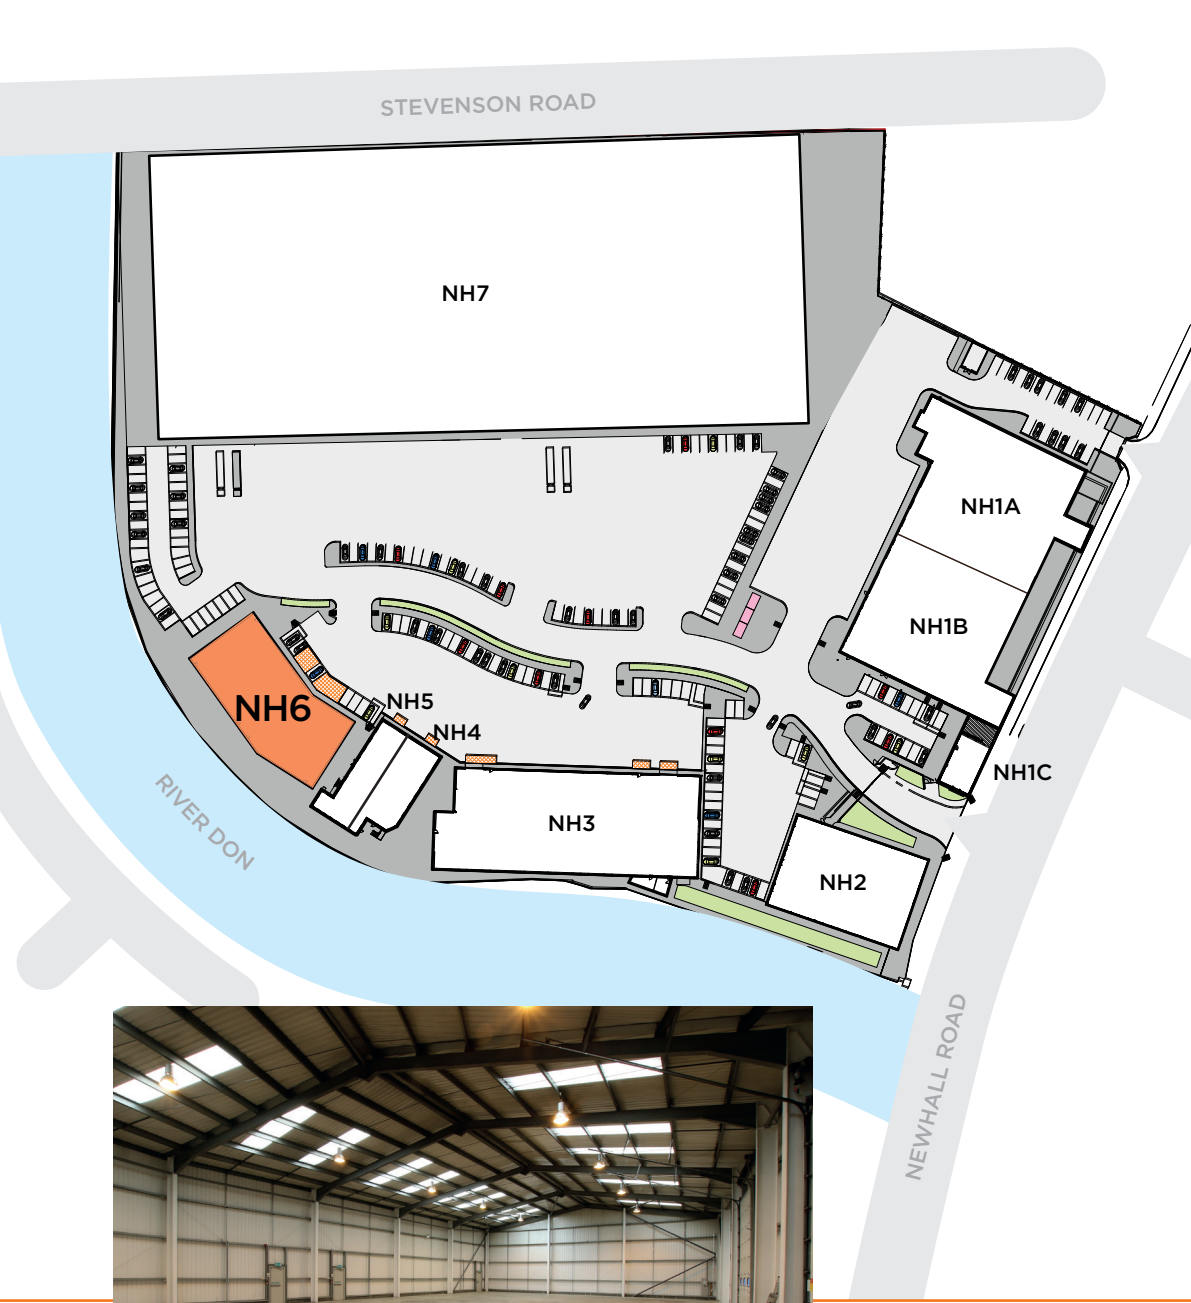 STEVENSON ROAD
NH7
NH1A
NH1B
NH5
NH6
NH4
NH1C
NH3
RIVER DON
NH2
NEWHALL ROAD